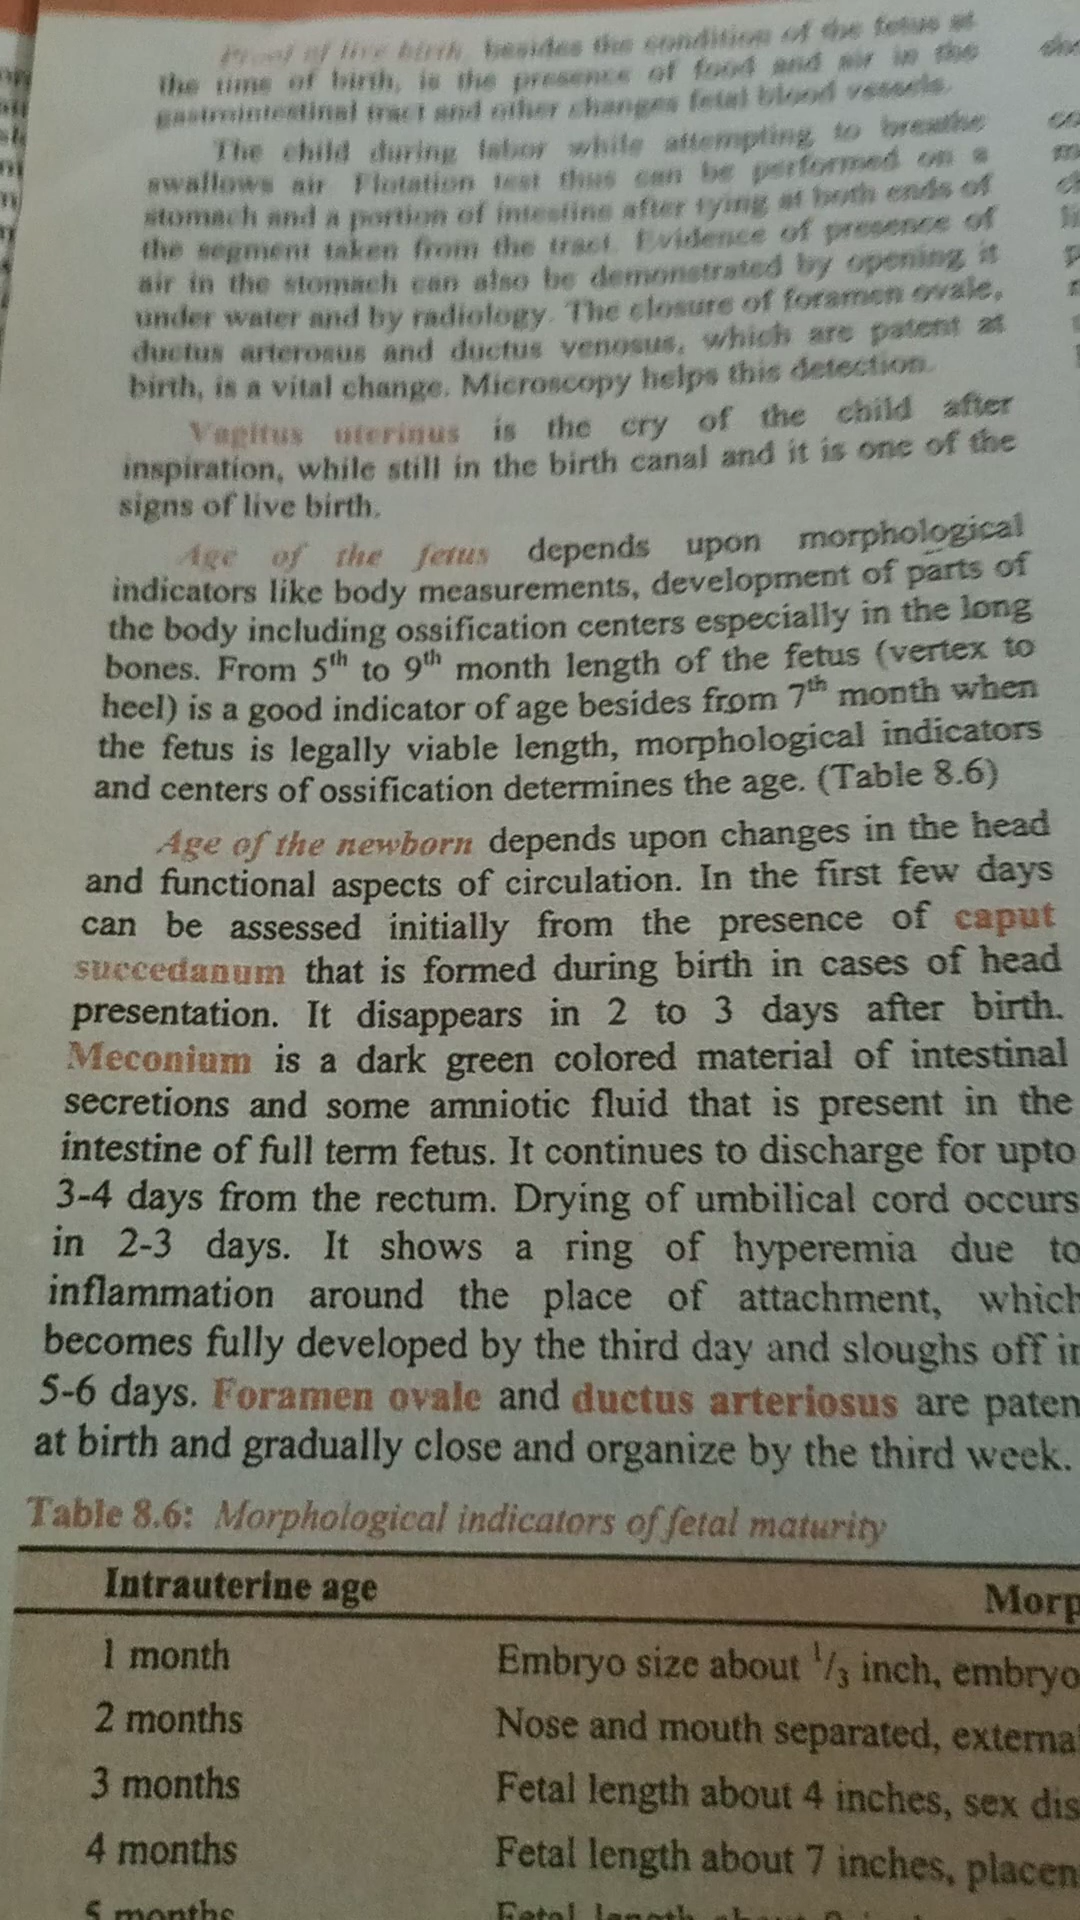 Proof of live birth, besides the condition of the fetus at
the time of birth, is the presence of food and air in the
gastrointestinal tract and other changes fetal blood vessels.
The child during labor while attempting to breathe
swallows air. Flotation test thus can be performed on a
stomach and a portion of intestine after tying at both ends of
the segment taken from the tract. Evidence of presence of
air in the stomach can also be demonstrated by opening it
under water and by radiology. The closure of foramen ovale,
ductus arterosus and ductus venosus, which are patent at
birth, is a vital change. Microscopy helps this detection.
Vagitus uterinus is the cry of the child after
inspiration, while still in the birth canal and it is one of the
signs of live birth.
Age of the fetus depends upon morphological
indicators like body measurements, development of parts of
the body including ossification centers especially in the long
bones. From 5th to 9th month length of the fetus (vertex to
heel) is a good indicator of age besides from 7th month when
the fetus is legally viable length, morphological indicators
and centers of ossification determines the age. (Table 8.6)
Age of the newborn depends upon changes in the head
and functional aspects of circulation. In the first few days
can be assessed initially from the presence of caput
succedanum that is formed during birth in cases of head
presentation. It disappears in 2 to 3 days after birth.
Meconium is a dark green colored material of intestinal
secretions and some amniotic fluid that is present in the
intestine of full term fetus. It continues to discharge for upto
3-4 days from the rectum. Drying of umbilical cord occurs
in 2-3 days. It shows a ring of hyperemia due to
inflammation around the place of attachment, which
becomes fully developed by the third day and sloughs off in
5-6 days. Foramen ovale and ductus arteriosus are paten
at birth and gradually close and organize by the third week.
Table 8.6: Morphological indicators of fetal maturity
Intrauterine age Morp
1 month Embryo size about 1/3 inch, embryo
2 months Nose and mouth separated, externa
3 months Fetal length about 4 inches, sex dis
4 months Fetal length about 7 inches, placen
5 months Fetal length about